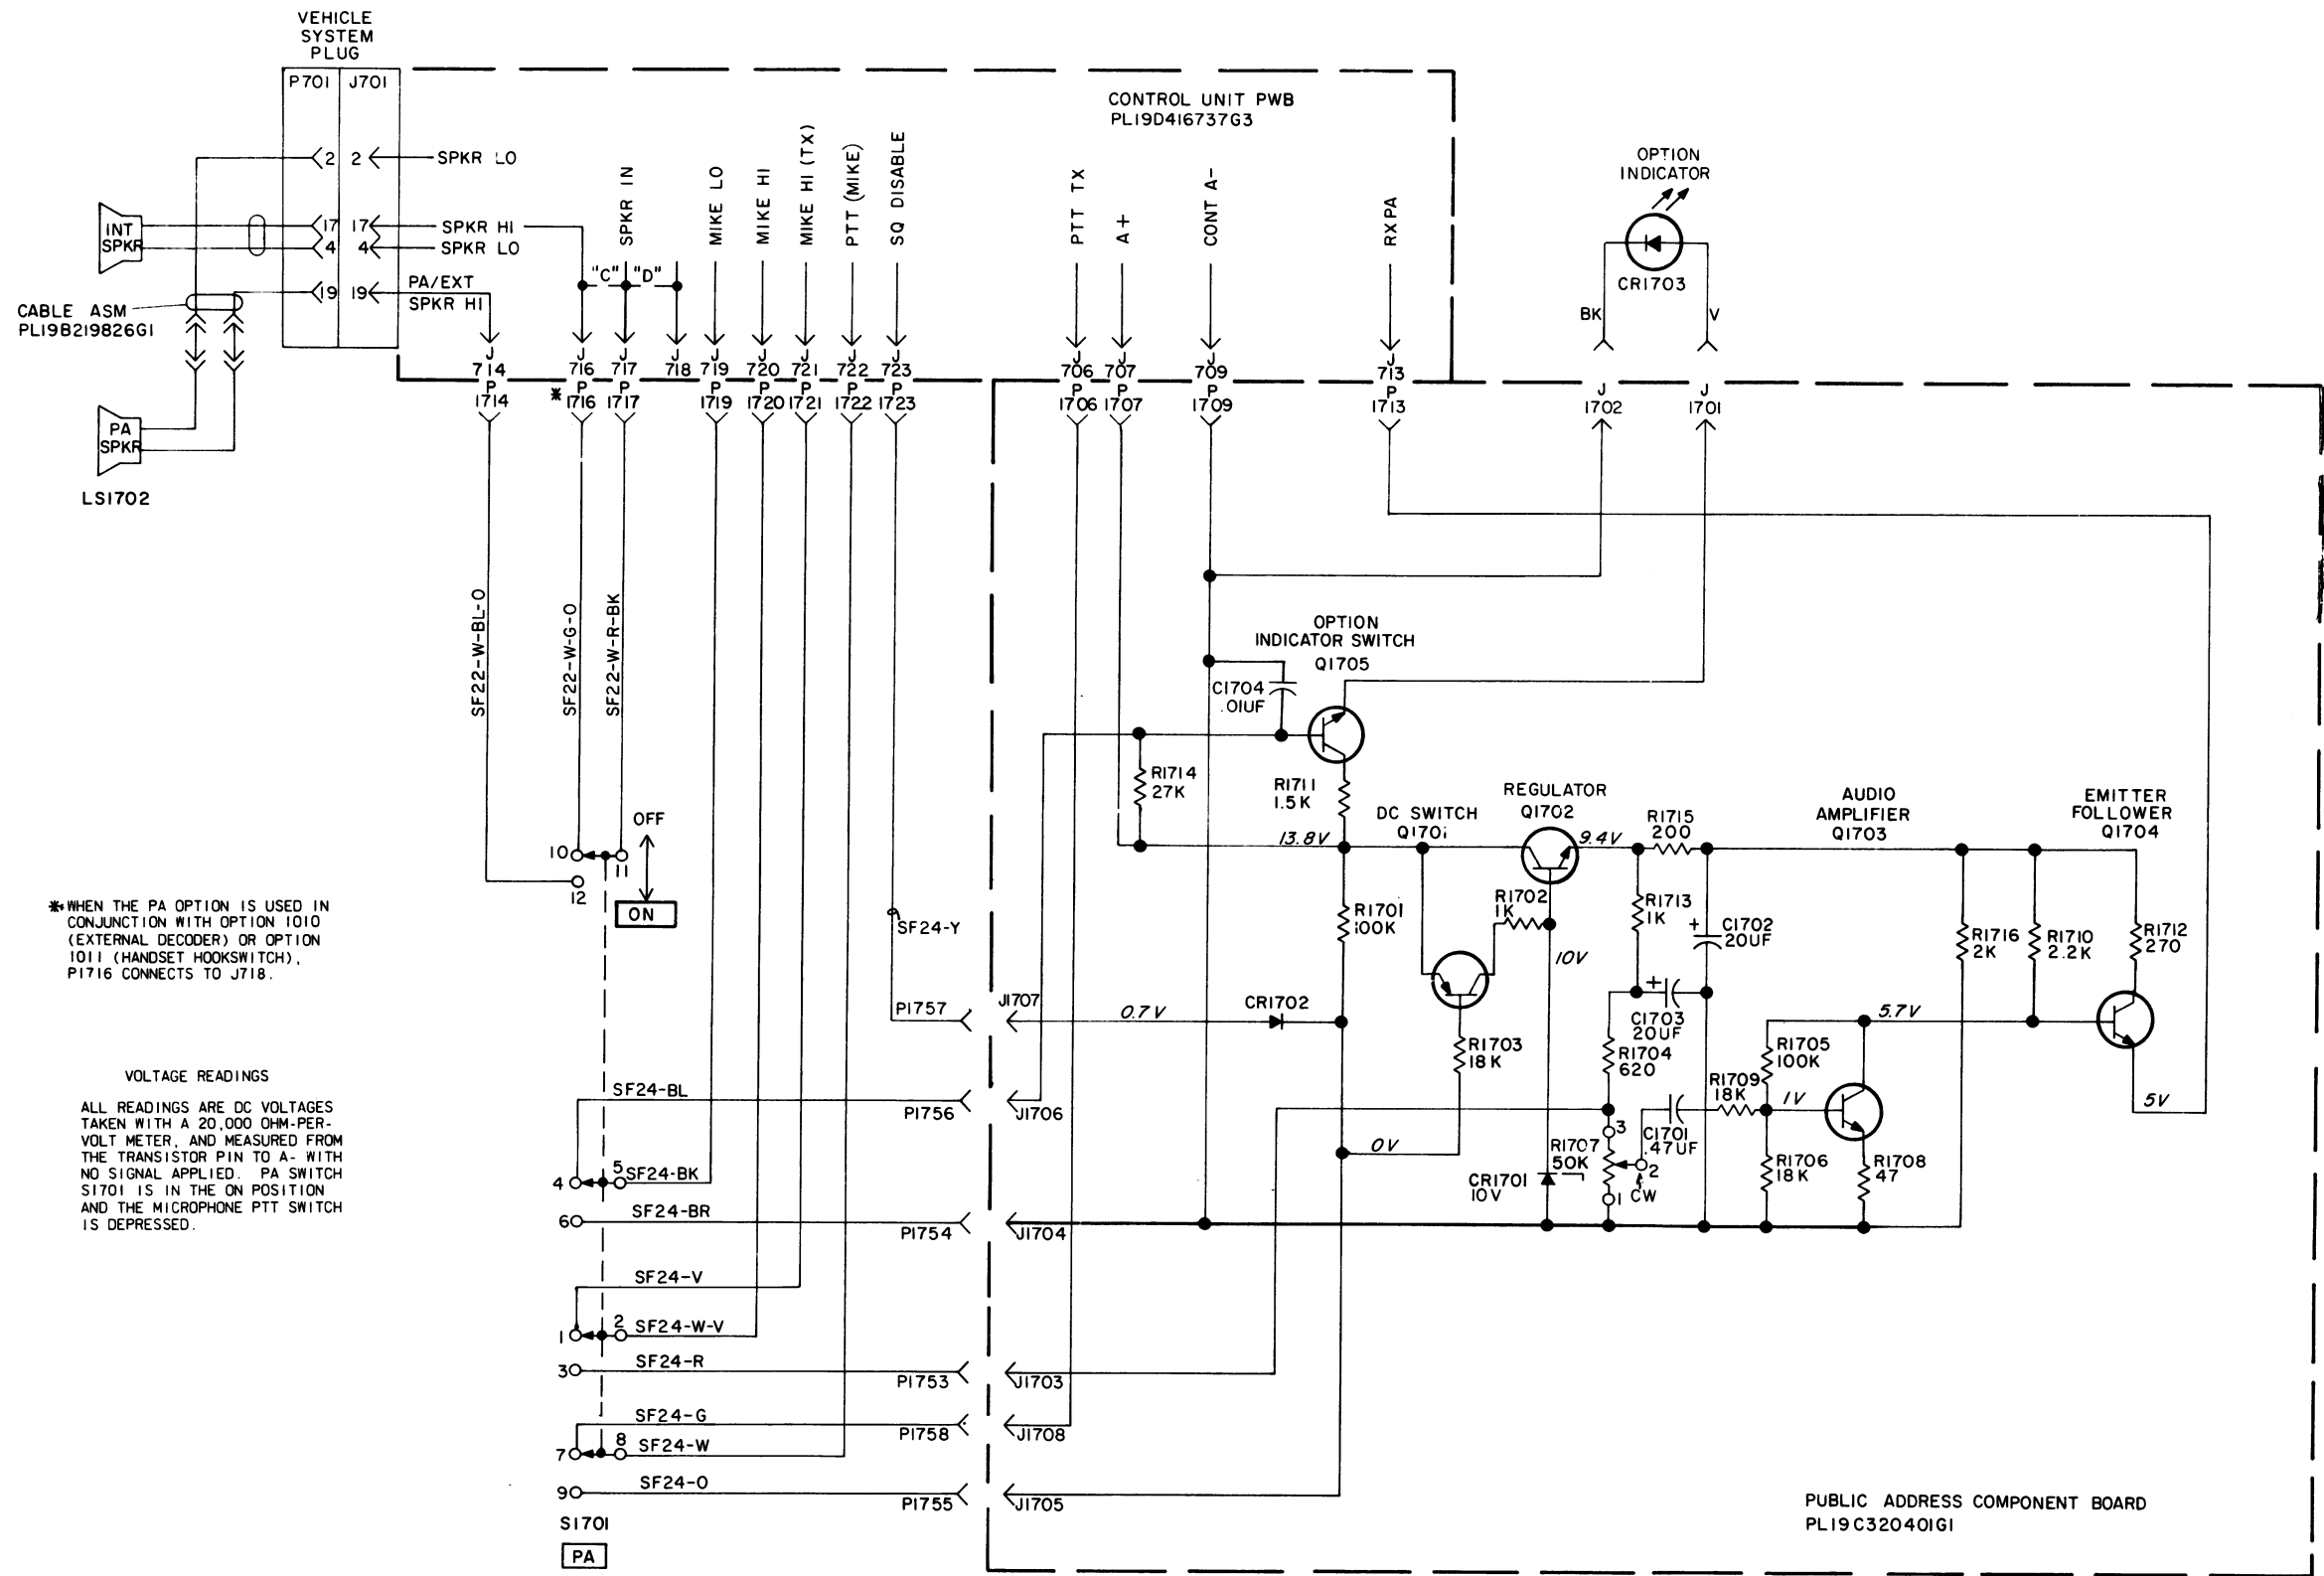 VEHICLE
SYSTEM
PLUG
P701 J701
CONTROL UNIT PWB
PL19D416737G3
2 2 SPKR LO
INT
SPKR
17 17 SPKR HI
4 4 SPKR LO
19 19 PA/EXT
SPKR HI
"C" "D"
SPKR IN
MIKE LO
MIKE HI
MIKE HI (TX)
PTT (MIKE)
SQ DISABLE
PTT TX
A+
CONT A-
RXPA
OPTION
INDICATOR
CR1703
BK V
CABLE ASM
PL19B219826G1
PA
SPKR
LS1702
J J J J J J J J J J J J J
714 716 717 718 719 720 721 722 723 706 707 709 713
P P P P P P P P P P P P J J
1714 * 1716 1717 1719 1720 1721 1722 1723 1706 1707 1709 1713 1702 1701
SF22-W-BL-O
SF22-W-G-O
SF22-W-R-BK
OPTION
INDICATOR SWITCH
Q1705
C1704
.01UF
R1714
27K
R1711
1.5K
13.8V
DC SWITCH
Q1701
REGULATOR
Q1702
9.4V
R1715
200
AUDIO
AMPLIFIER
Q1703
EMITTER
FOLLOWER
Q1704
OFF
10 11
12
ON
* WHEN THE PA OPTION IS USED IN
CONJUNCTION WITH OPTION 1010
(EXTERNAL DECODER) OR OPTION
1011 (HANDSET HOOKSWITCH),
P1716 CONNECTS TO J718.
SF24-Y
R1701
100K
R1702
1K
10V
R1713
1K
+ C1702
20UF
R1716
2K
R1710
2.2K
R1712
270
P1757 J1707
0.7V
CR1702
+
C1703
20UF
5.7V
R1703
18K
R1704
620
R1705
100K
VOLTAGE READINGS
ALL READINGS ARE DC VOLTAGES
TAKEN WITH A 20,000 OHM-PER-
VOLT METER, AND MEASURED FROM
THE TRANSISTOR PIN TO A- WITH
NO SIGNAL APPLIED. PA SWITCH
S1701 IS IN THE ON POSITION
AND THE MICROPHONE PTT SWITCH
IS DEPRESSED.
SF24-BL
P1756 J1706
R1709
18K
1V
5V
3
C1701
.47UF
R1707
50K
2
1 CW
0V
CR1701
10V
R1706
18K
R1708
47
4 5 SF24-BK
6 SF24-BR
P1754 J1704
SF24-V
1 2 SF24-W-V
3 SF24-R
P1753 J1703
SF24-G
P1758 J1708
7 8 SF24-W
9 SF24-O
P1755 J1705
S1701
PA
PUBLIC ADDRESS COMPONENT BOARD
PL19C320401G1